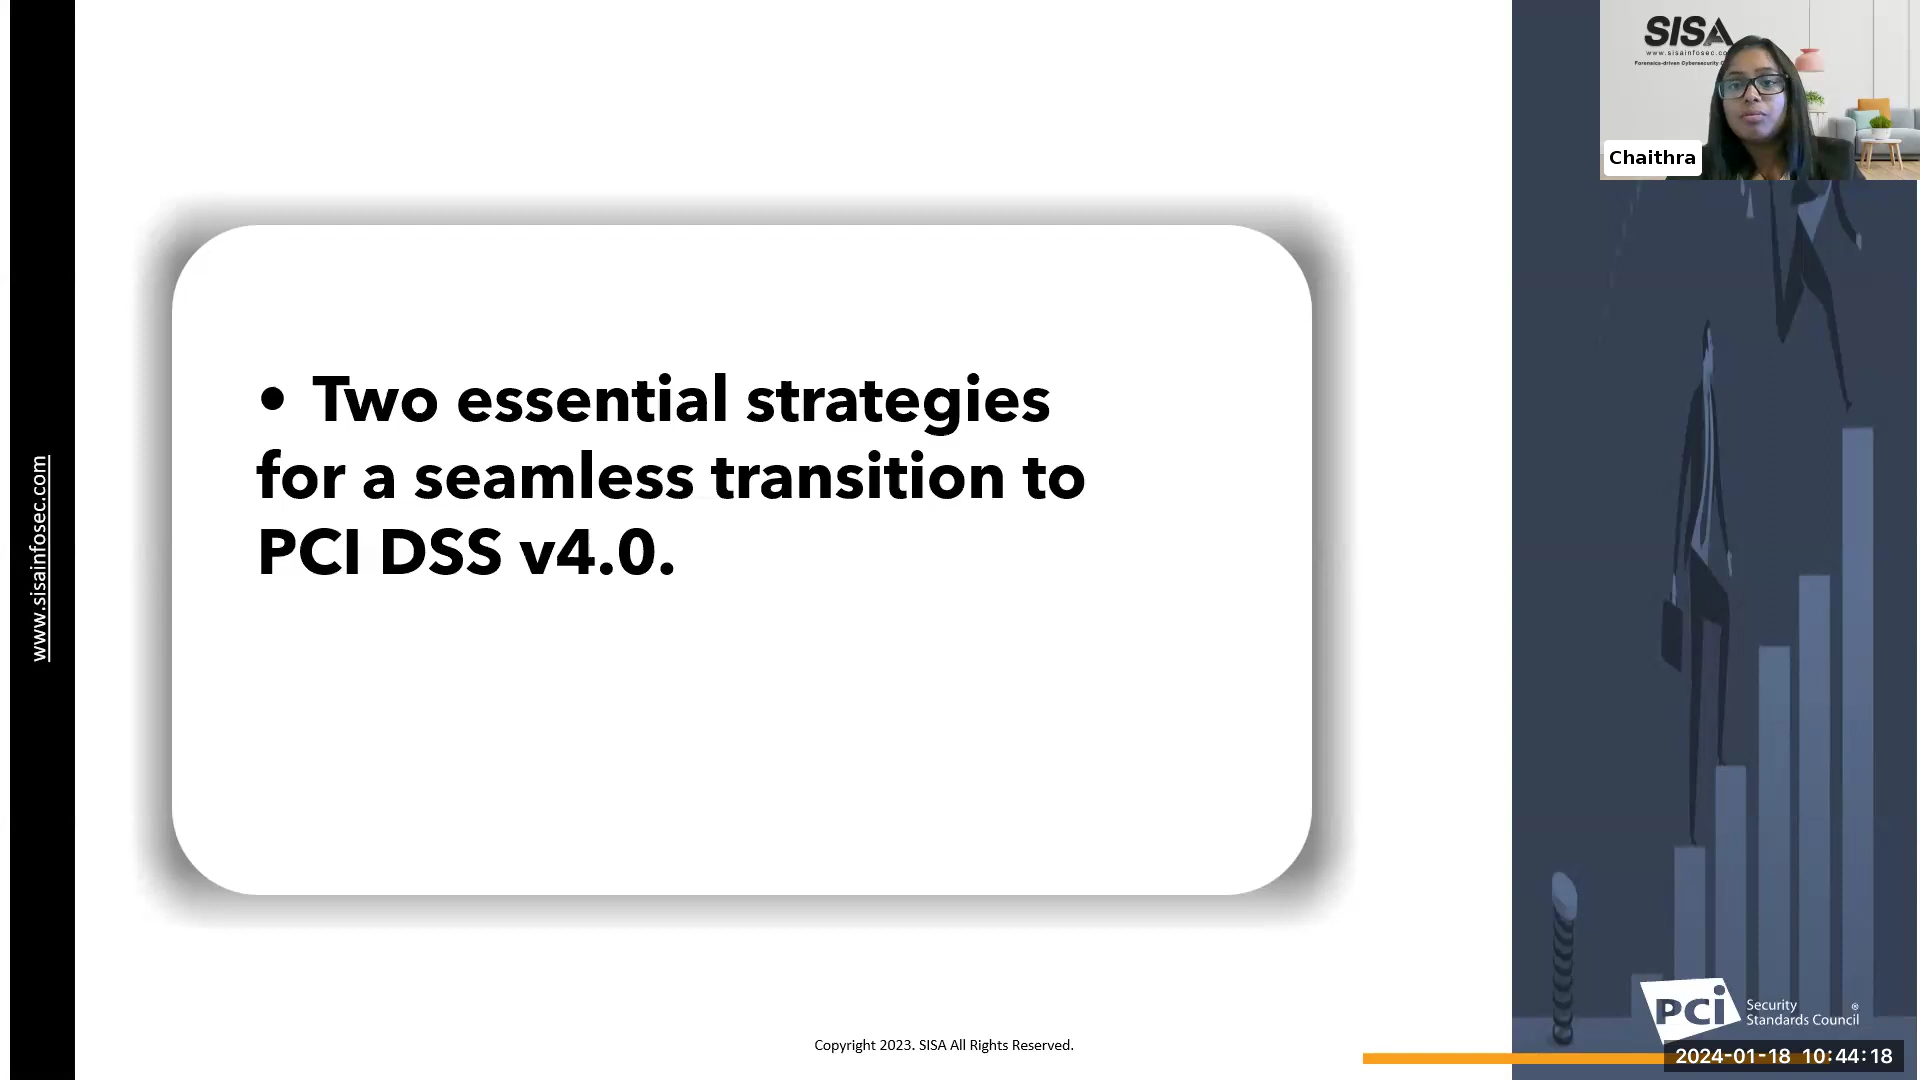 SISA
www.sisainfosec.co
Forensics-driven Cybersecurity
Chaithra
• Two essential strategies
for a seamless transition to
PCI DSS v4.0.
www.sisainfosec.com
PCI Security
Standards Council
®
Copyright 2023. SISA All Rights Reserved.
2024-01-18 10:44:18